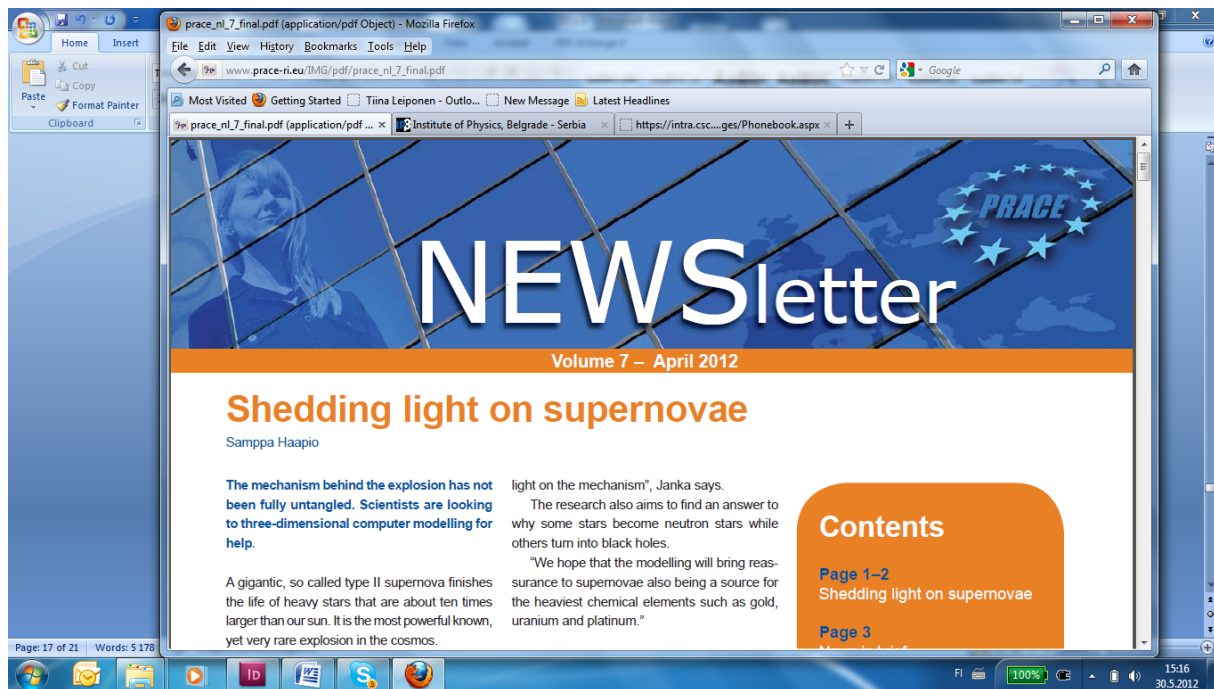 Home Insert
Cut
Copy
Paste
Format Painter
Clipboard
prace_nl_7_final.pdf (application/pdf Object) - Mozilla Firefox
File Edit View History Bookmarks Tools Help
www.prace-ri.eu/IMG/pdf/prace_nl_7_final.pdf
Google
Most Visited Getting Started Tiina Leiponen - Outlo... New Message Latest Headlines
prace_nl_7_final.pdf (application/pdf ... × Institute of Physics, Belgrade - Serbia × https://intra.csc....ges/Phonebook.aspx × +
PRACE
NEWSletter
Volume 7 – April 2012
Shedding light on supernovae
Samppa Haapio
The mechanism behind the explosion has not
been fully untangled. Scientists are looking
to three-dimensional computer modelling for
help.
A gigantic, so called type II supernova finishes
the life of heavy stars that are about ten times
larger than our sun. It is the most powerful known,
yet very rare explosion in the cosmos.
light on the mechanism”, Janka says.
The research also aims to find an answer to
why some stars become neutron stars while
others turn into black holes.
“We hope that the modelling will bring reas-
surance to supernovae also being a source for
the heaviest chemical elements such as gold,
uranium and platinum.”
Contents
Page 1–2
Shedding light on supernovae
Page 3
Page: 17 of 21 Words: 5 178
ID
FI
100%
15:16
30.5.2012